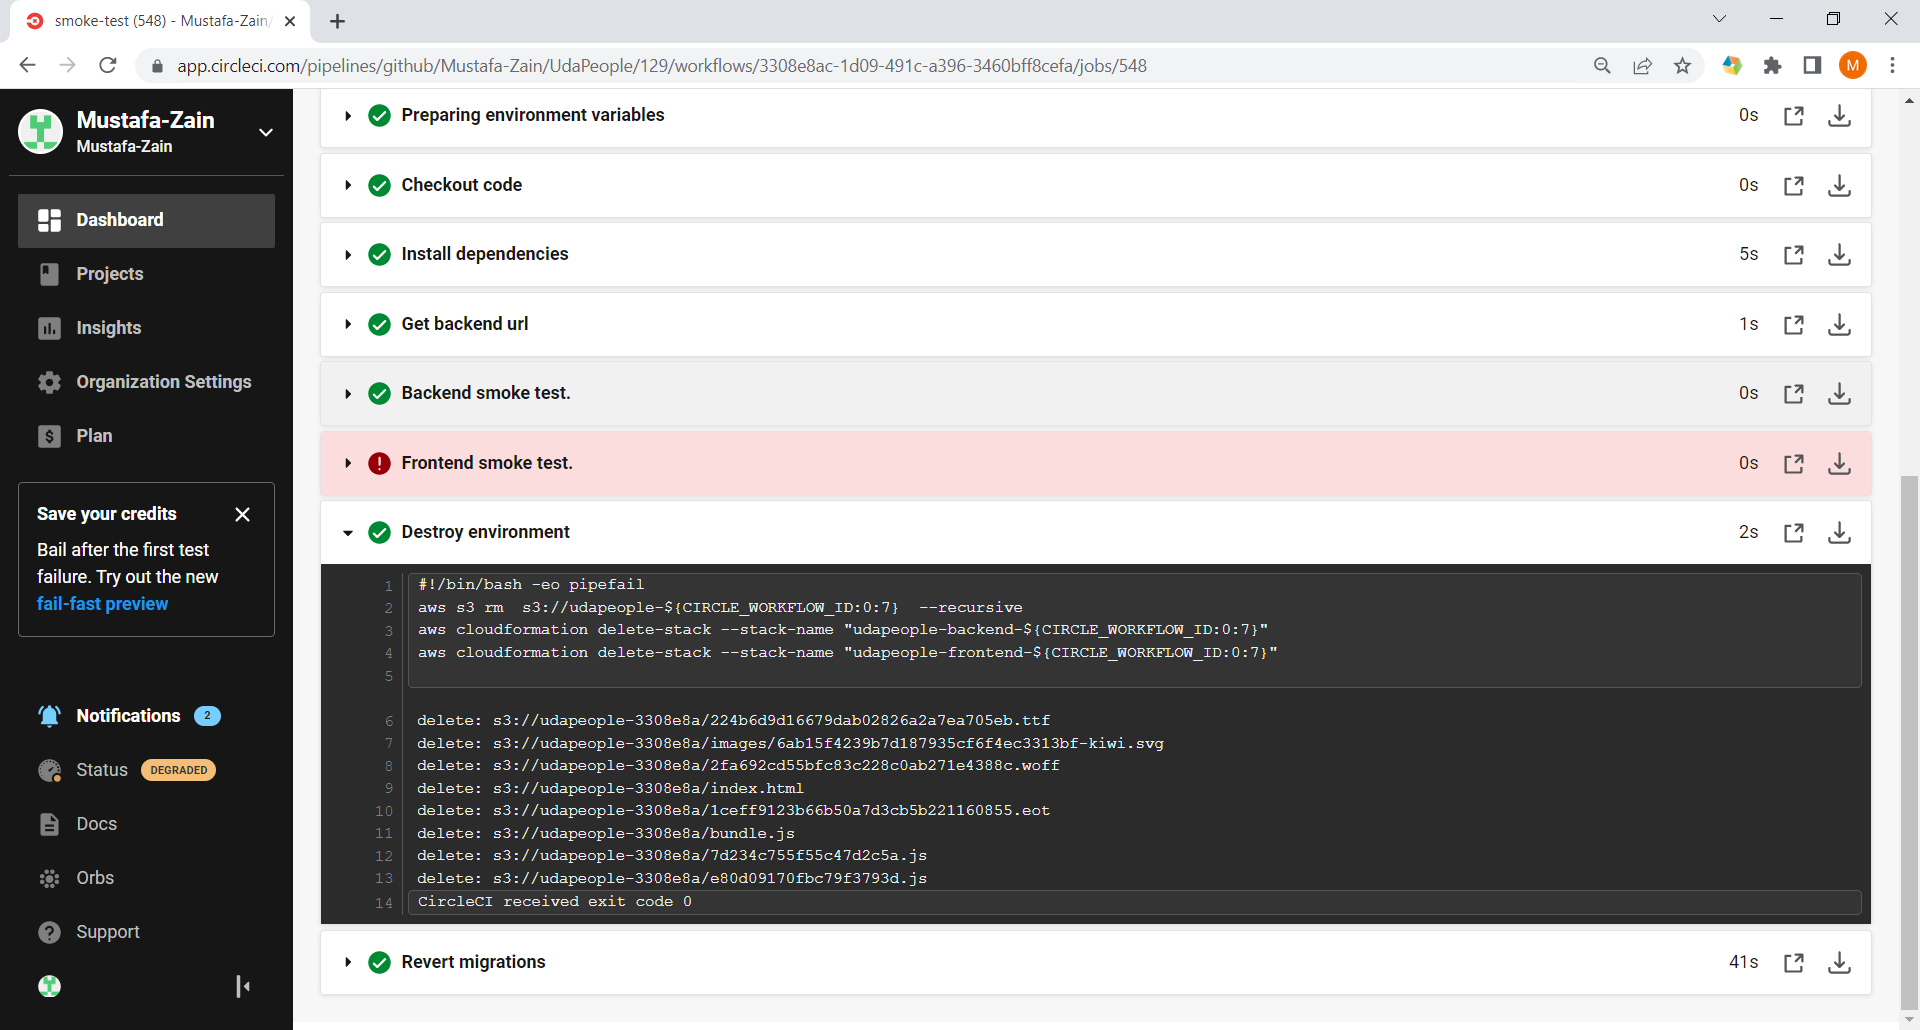 smoke-test (548) - Mustafa-Zain/
app.circleci.com/pipelines/github/Mustafa-Zain/UdaPeople/129/workflows/3308e8ac-1d09-491c-a396-3460bff8cefa/jobs/548
M
Mustafa-Zain
Mustafa-Zain
Dashboard
Projects
Insights
Organization Settings
Plan
Save your credits
Bail after the first test
failure. Try out the new
fail-fast preview
Notifications 2
Status DEGRADED
Docs
Orbs
Support
Preparing environment variables 0s
Checkout code 0s
Install dependencies 5s
Get backend url 1s
Backend smoke test. 0s
Frontend smoke test. 0s
Destroy environment 2s
1 #!/bin/bash -eo pipefail
2 aws s3 rm  s3://udapeople-${CIRCLE_WORKFLOW_ID:0:7}  --recursive
3 aws cloudformation delete-stack --stack-name "udapeople-backend-${CIRCLE_WORKFLOW_ID:0:7}"
4 aws cloudformation delete-stack --stack-name "udapeople-frontend-${CIRCLE_WORKFLOW_ID:0:7}"
5
6 delete: s3://udapeople-3308e8a/224b6d9d16679dab02826a2a7ea705eb.ttf
7 delete: s3://udapeople-3308e8a/images/6ab15f4239b7d187935cf6f4ec3313bf-kiwi.svg
8 delete: s3://udapeople-3308e8a/2fa692cd55bfc83c228c0ab271e4388c.woff
9 delete: s3://udapeople-3308e8a/index.html
10 delete: s3://udapeople-3308e8a/1ceff9123b66b50a7d3cb5b221160855.eot
11 delete: s3://udapeople-3308e8a/bundle.js
12 delete: s3://udapeople-3308e8a/7d234c755f55c47d2c5a.js
13 delete: s3://udapeople-3308e8a/e80d09170fbc79f3793d.js
14 CircleCI received exit code 0
Revert migrations 41s